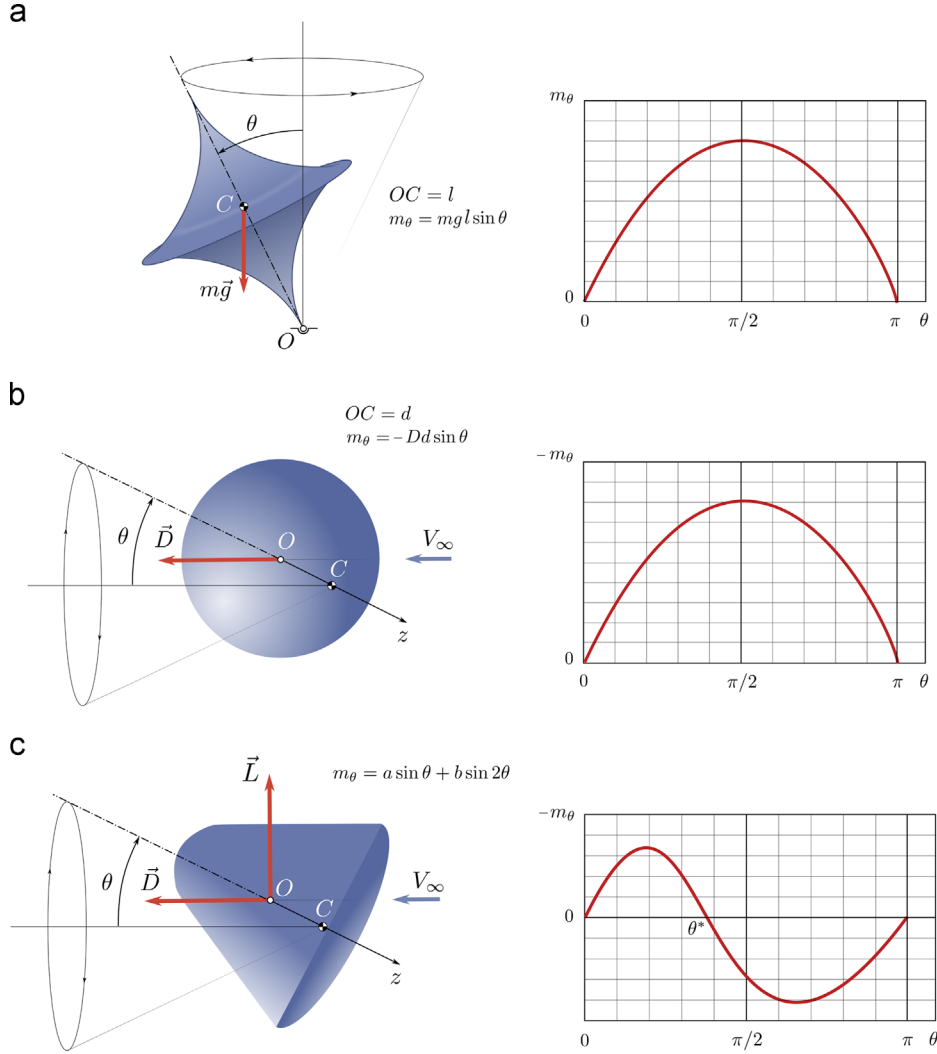 a
θ
C
OC = l
m_θ = mgl sin θ
mg⃗
O
m_θ
0
0
π/2
π
θ
b
OC = d
m_θ = –Dd sin θ
θ
D⃗
O
V_∞
C
z
–m_θ
0
0
π/2
π
θ
c
L⃗
m_θ = a sin θ + b sin 2θ
θ
D⃗
O
V_∞
C
z
–m_θ
0
θ*
0
π/2
π
θ